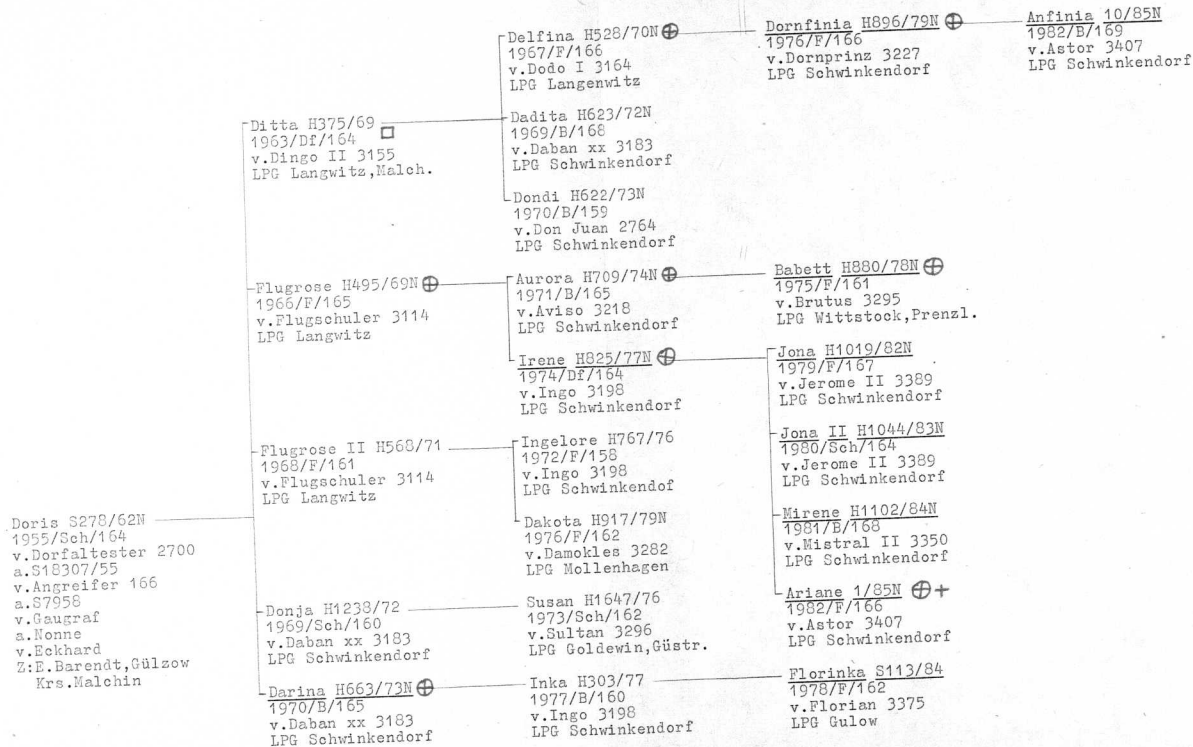 Delfina H528/70N
1967/F/166
v.Dodo I 3164
LPG Langenwitz
Dornfinia H896/79N
1976/F/166
v.Dornprinz 3227
LPG Schwinkendorf
Anfinia 10/85N
1982/B/169
v.Astor 3407
LPG Schwinkendorf
Ditta H375/69
1963/Df/164
v.Dingo II 3155
LPG Langwitz,Malch.
Dadita H623/72N
1969/B/168
v.Daban xx 3183
LPG Schwinkendorf
Dondi H622/73N
1970/B/159
v.Don Juan 2764
LPG Schwinkendorf
Flugrose H495/69N
1966/F/165
v.Flugschuler 3114
LPG Langwitz
Aurora H709/74N
1971/B/165
v.Aviso 3218
LPG Schwinkendorf
Babett H880/78N
1975/F/161
v.Brutus 3295
LPG Wittstock,Prenzl.
Irene H825/77N
1974/Df/164
v.Ingo 3198
LPG Schwinkendorf
Jona H1019/82N
1979/F/167
v.Jerome II 3389
LPG Schwinkendorf
Jona II H1044/83N
1980/Sch/164
v.Jerome II 3389
LPG Schwinkendorf
Mirene H1102/84N
1981/B/168
v.Mistral II 3350
LPG Schwinkendorf
Ariane 1/85N +
1982/F/166
v.Astor 3407
LPG Schwinkendorf
Flugrose II H568/71
1968/F/161
v.Flugschuler 3114
LPG Langwitz
Ingelore H767/76
1972/F/158
v.Ingo 3198
LPG Schwinkendof
Dakota H917/79N
1976/F/162
v.Damokles 3282
LPG Mollenhagen
Doris S278/62N
1955/Sch/164
v.Dorfaltester 2700
a.S18307/55
v.Angreifer 166
a.S7958
v.Gaugraf
a.Nonne
v.Eckhard
Z:E.Barendt,Gülzow
Krs.Malchin
Donja H1238/72
1969/Sch/160
v.Daban xx 3183
LPG Schwinkendorf
Susan H1647/76
1973/Sch/162
v.Sultan 3296
LPG Goldewin,Güstr.
Darina H663/73N
1970/B/165
v.Daban xx 3183
LPG Schwinkendorf
Inka H303/77
1977/B/160
v.Ingo 3198
LPG Schwinkendorf
Florinka S113/84
1978/F/162
v.Florian 3375
LPG Gulow